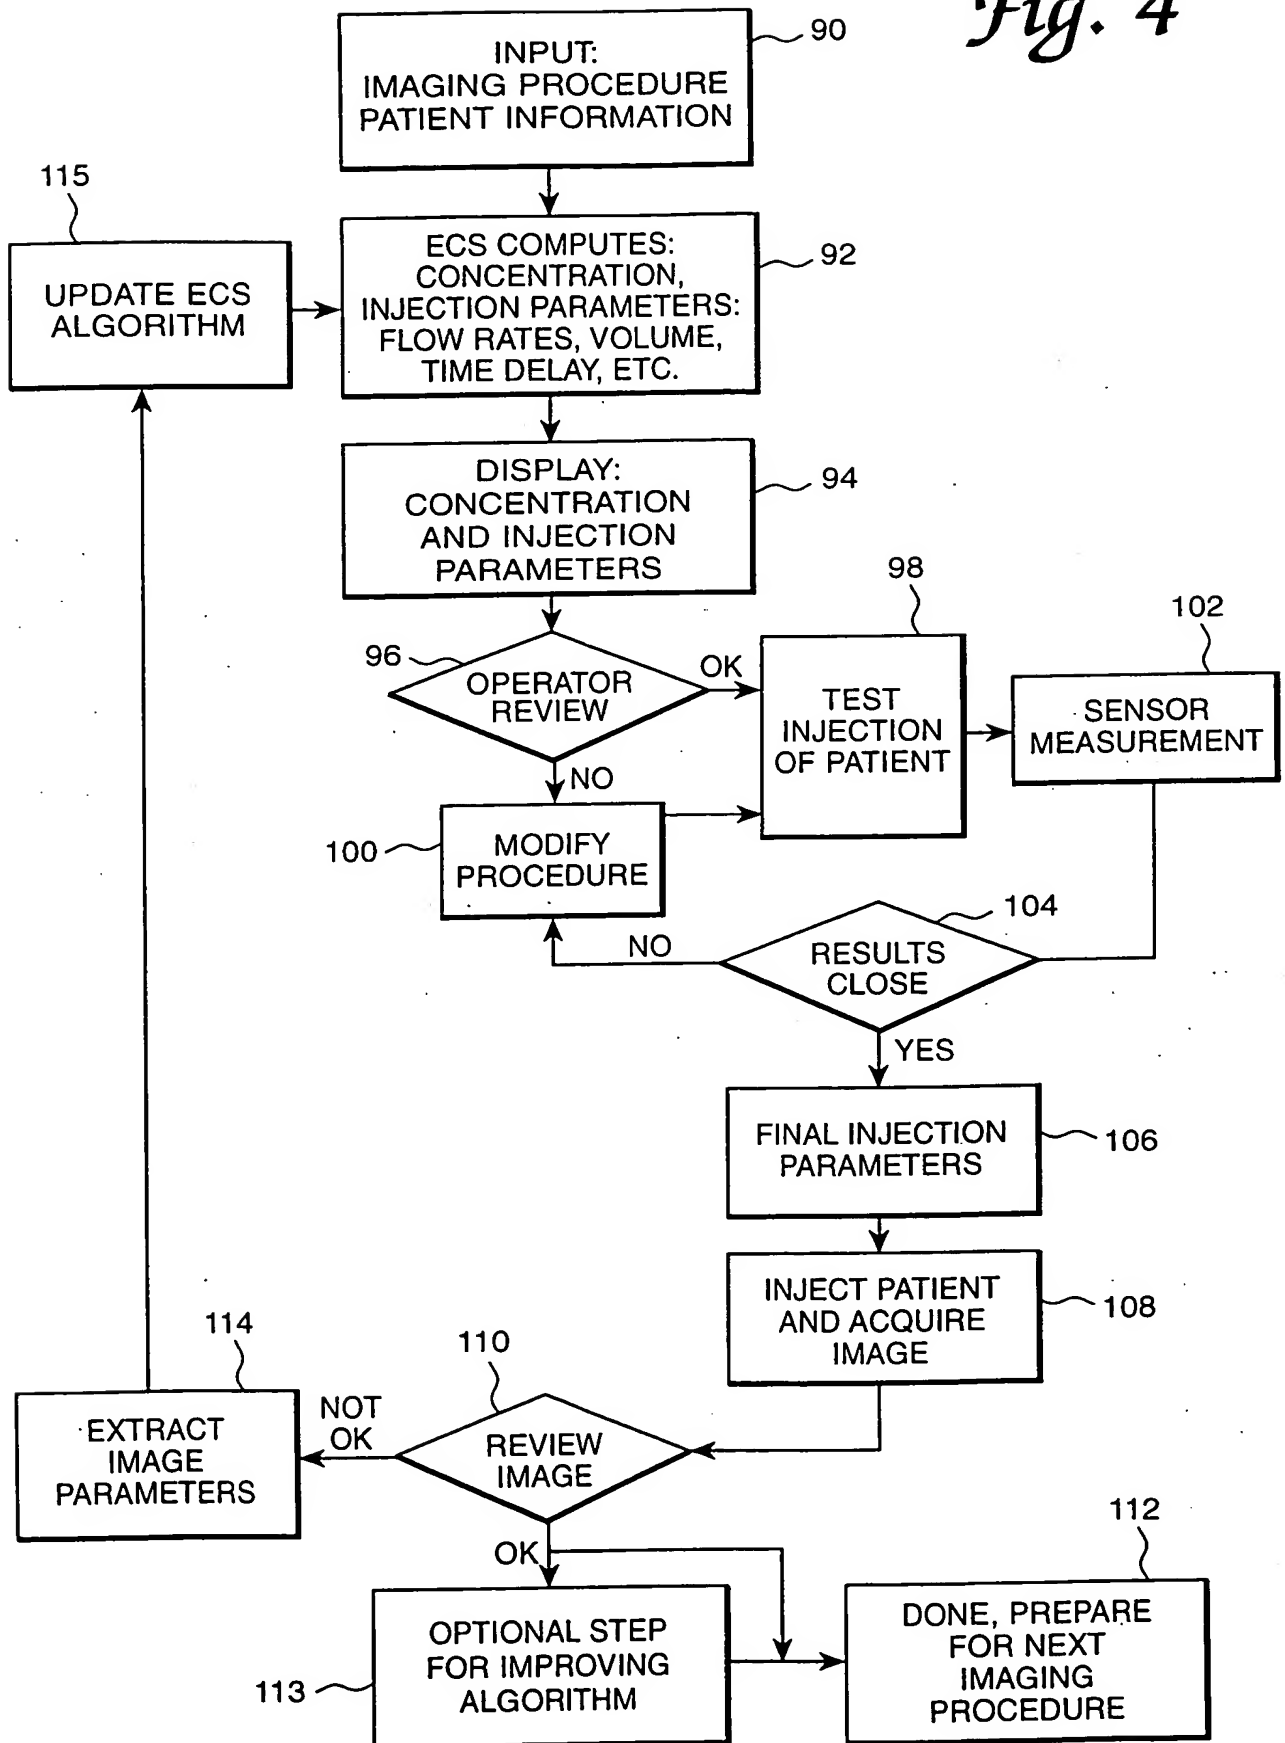 Fig. 4
90
INPUT:
IMAGING PROCEDURE
PATIENT INFORMATION
115
UPDATE ECS
ALGORITHM
92
ECS COMPUTES:
CONCENTRATION,
INJECTION PARAMETERS:
FLOW RATES, VOLUME,
TIME DELAY, ETC.
94
DISPLAY:
CONCENTRATION
AND INJECTION
PARAMETERS
96
OPERATOR
REVIEW
OK
NO
98
TEST
INJECTION
OF PATIENT
102
SENSOR
MEASUREMENT
100
MODIFY
PROCEDURE
104
RESULTS
CLOSE
NO
YES
106
FINAL INJECTION
PARAMETERS
108
INJECT PATIENT
AND ACQUIRE
IMAGE
110
REVIEW
IMAGE
NOT
OK
114
EXTRACT
IMAGE
PARAMETERS
OK
113
OPTIONAL STEP
FOR IMPROVING
ALGORITHM
112
DONE, PREPARE
FOR NEXT
IMAGING
PROCEDURE